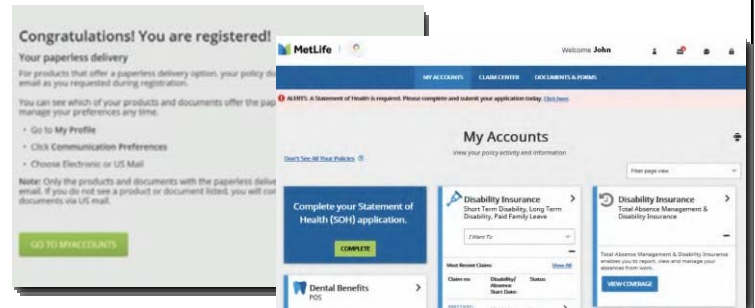 Congratulations! You are registered!
Your paperless delivery
For products that offer a paperless delivery option, your policy
email as you requested during registration.
You can see which of your products and documents offer the
manage your preferences any time.
• Go to My Profile
• Click Communication Preferences
• Choose Electronic or US Mail
Note: Only the products and documents with the paperless
email. If you do not see a product or document listed, you will
documents via US mail.
GO TO MYACCOUNTS
MetLife
Welcome John
MY ACCOUNTS CLAIM CENTER DOCUMENTS & FORMS
ALERTS: A Statement of Health is required. Please complete and submit your application today. Click here
My Accounts
View your policy activity and information
Don't See All Your Policies
Filter page view
Complete your Statement of
Health (SOH) application.
COMPLETE
Dental Benefits
POS
Disability Insurance
Short Term Disability, Long Term
Disability, Paid Family Leave
I Want To
Most Recent Claims View All
Claim no Disability/ Status
Absence
Start Date
Disability Insurance
Total Absence Management &
Disability Insurance
Total Absence Management & Disability Insurance
enables you to report, view and manage your
absences from work.
VIEW COVERAGE